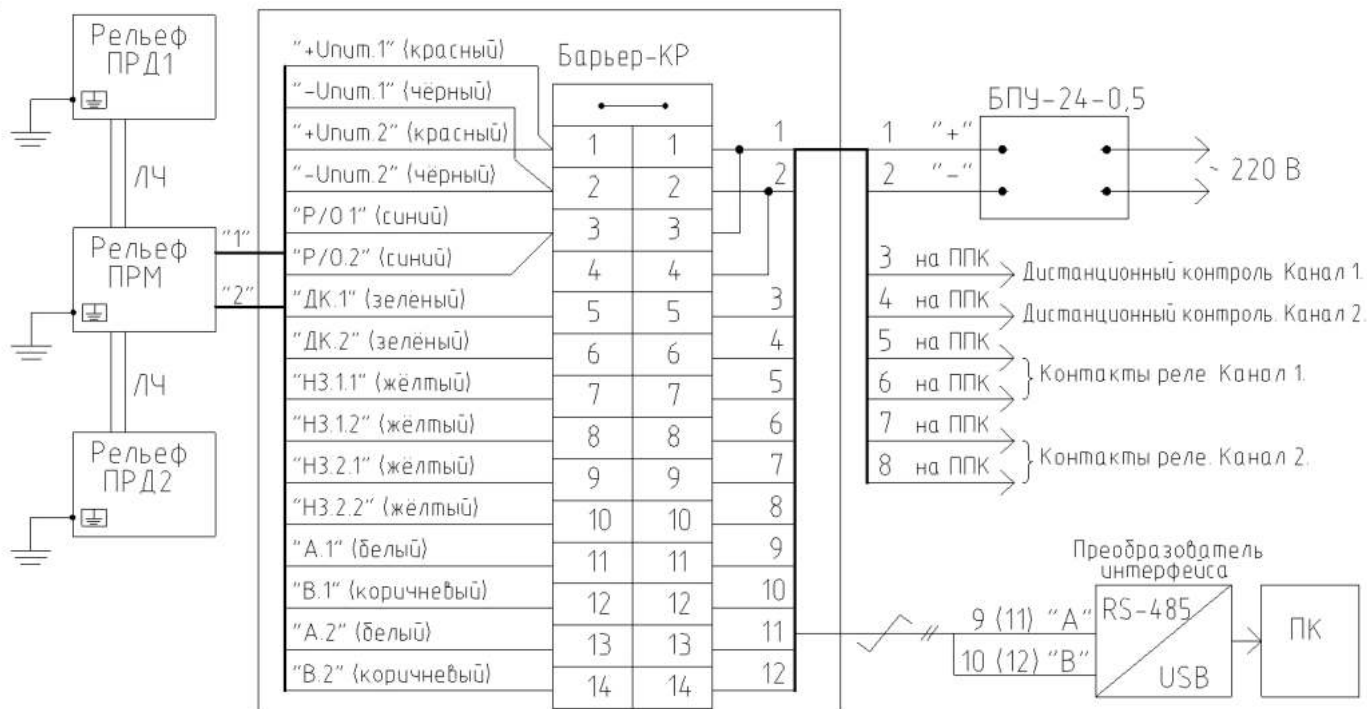 Рельеф
ПРД1
ЛЧ
Рельеф
ПРМ
"1"
"2"
ЛЧ
Рельеф
ПРД2
"+Uпит.1" (красный)
"-Uпит.1" (чёрный)
"+Uпит.2" (красный)
"-Uпит.2" (чёрный)
"Р/О 1" (синий)
"Р/О.2" (синий)
"ДК.1" (зелёный)
"ДК.2" (зелёный)
"НЗ.1.1" (жёлтый)
"НЗ.1.2" (жёлтый)
"НЗ.2.1" (жёлтый)
"НЗ.2.2" (жёлтый)
"А.1" (белый)
"В.1" (коричневый)
"А.2" (белый)
"В.2" (коричневый)
Барьер-КР
1 1
2 2
3 3
4 4
5 5
6 6
7 7
8 8
9 9
10 10
11 11
12 12
13 13
14 14
1
2
3
4
5
6
7
8
9
10
11
12
БПУ-24-0,5
1 "+"
2 "-"
~ 220 В
3 на ППК Дистанционный контроль Канал 1.
4 на ППК Дистанционный контроль. Канал 2.
5 на ППК
6 на ППК
Контакты реле Канал 1.
7 на ППК
8 на ППК
Контакты реле. Канал 2.
Преобразователь
интерфейса
9 (11) "А"
10 (12) "В"
RS-485
USB
ПК